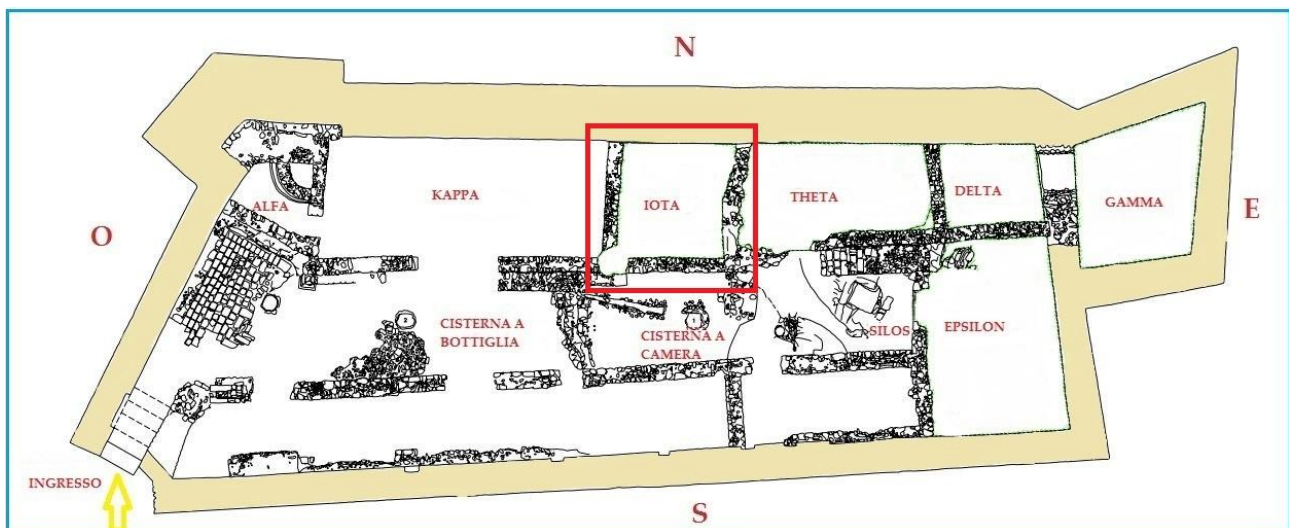 N
KAPPA
IOTA
THETA
DELTA
GAMMA
ALFA
O
E
CISTERNA A
BOTTIGLIA
CISTERNA A
CAMERA
SILOS
EPSILON
INGRESSO
S